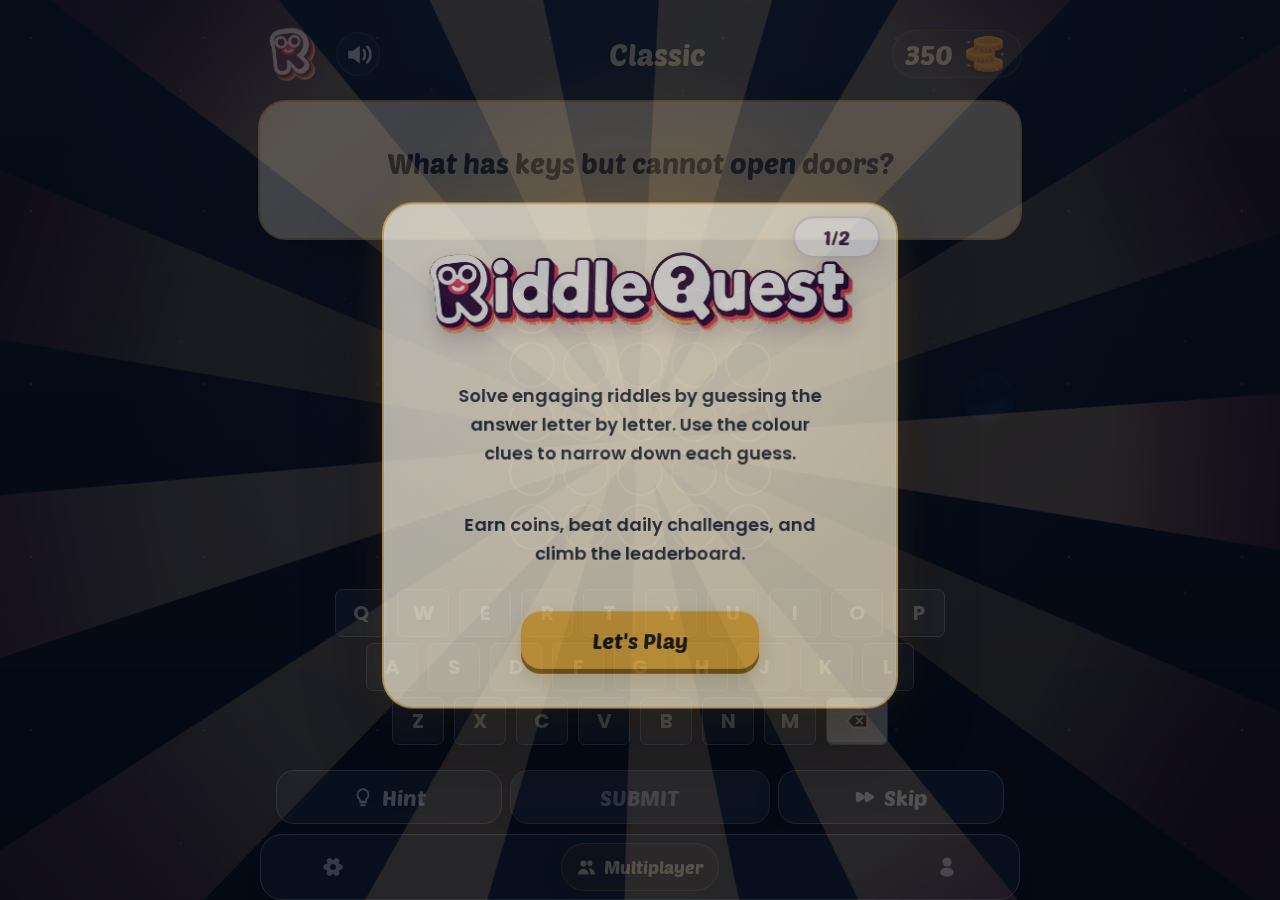 R
Classic
350
What has keys but cannot open doors?
1/2
RiddleQuest
Solve engaging riddles by guessing the
answer letter by letter. Use the colour
clues to narrow down each guess.
Earn coins, beat daily challenges, and
climb the leaderboard.
Q W E R T Y U I O P
Let's Play
A S D F G H J K L
Z X C V B N M
Hint SUBMIT Skip
Multiplayer